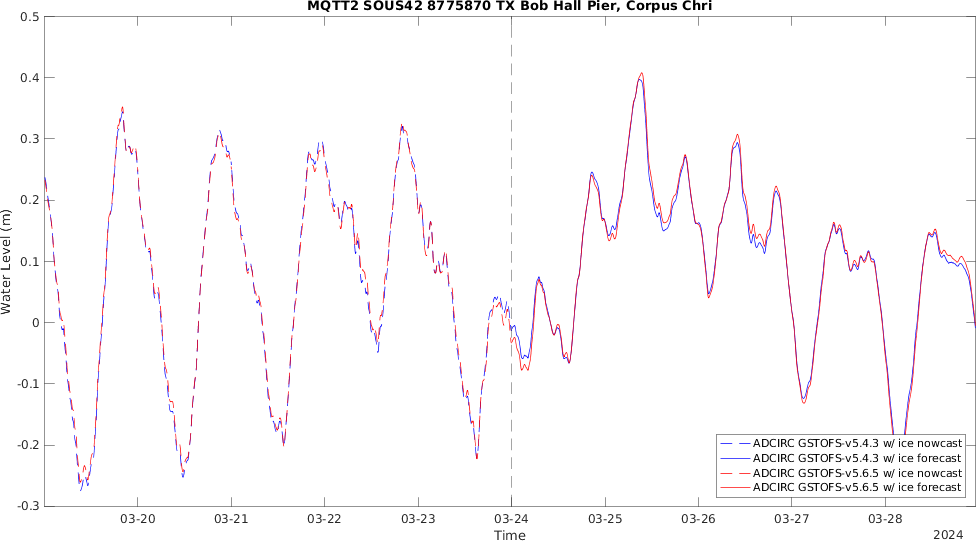 MQTT2 SOUS42 8775870 TX Bob Hall Pier, Corpus Chri
0.5
0.4
0.3
0.2
0.1
0
-0.1
-0.2
-0.3
Water Level (m)
ADCIRC GSTOFS-v5.4.3 w/ ice nowcast
ADCIRC GSTOFS-v5.4.3 w/ ice forecast
ADCIRC GSTOFS-v5.6.5 w/ ice nowcast
ADCIRC GSTOFS-v5.6.5 w/ ice forecast
03-20 03-21 03-22 03-23 03-24 03-25 03-26 03-27 03-28
Time
2024